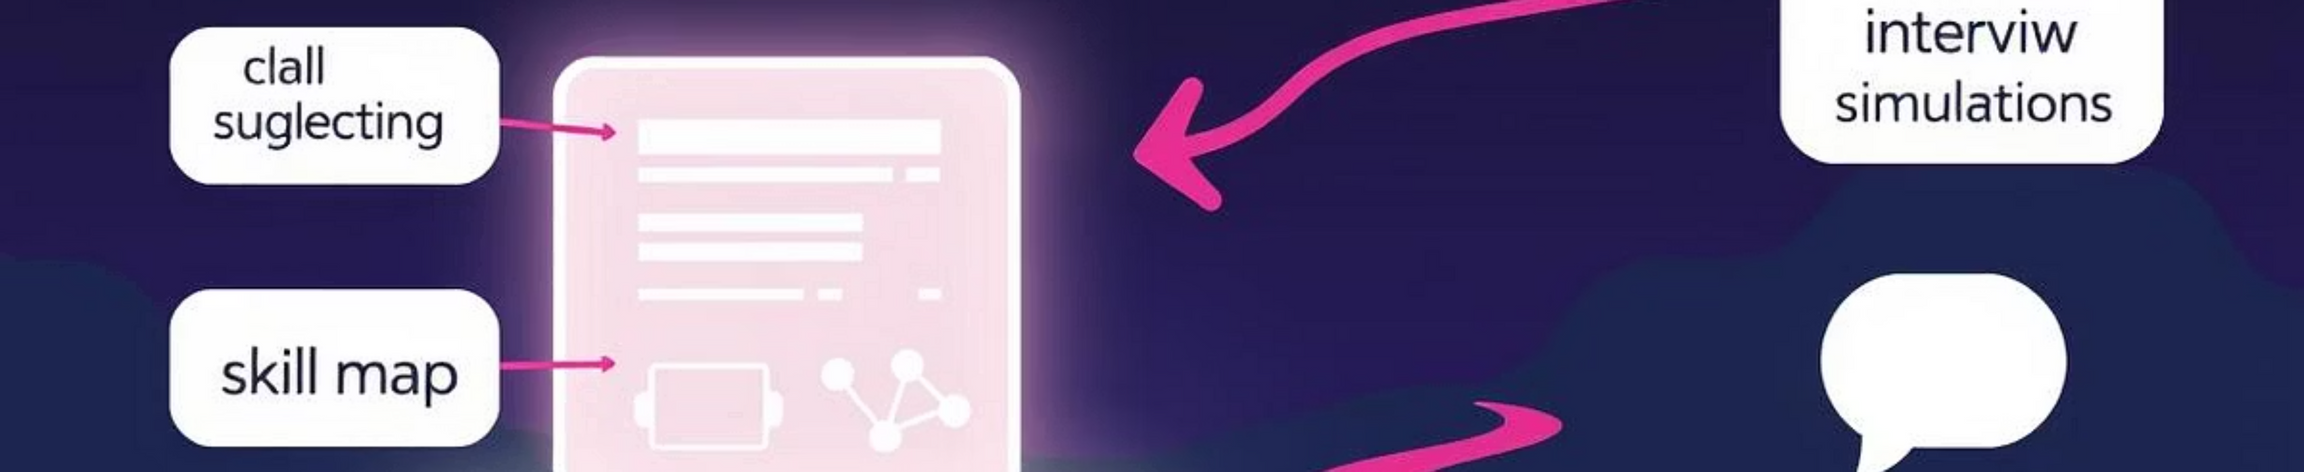 clall
suglecting
interviw
simulations
skill map